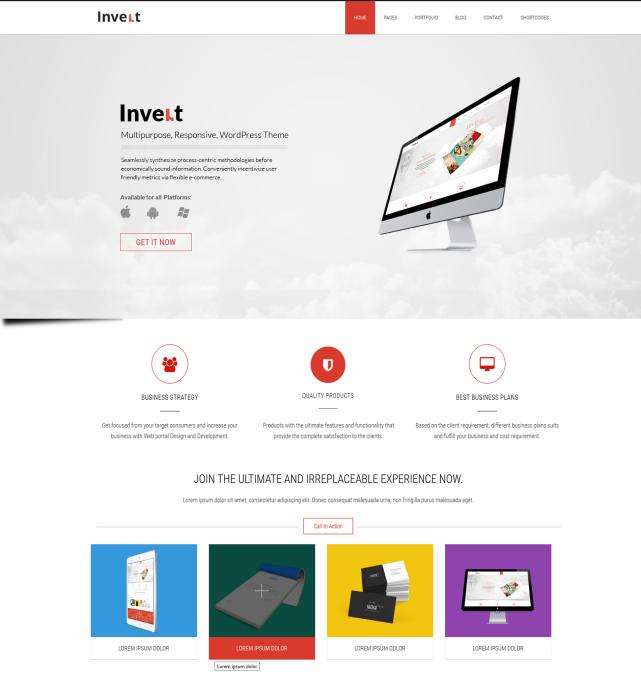 Invert
HOME PAGES PORTFOLIO BLOG CONTACT SHORTCODES
Invert
Multipurpose, Responsive, WordPress Theme
Seamlessly synthesize process-centric methodologies before
economically sound information. Conveniently incentivize user
friendly metrics via flexible e-commerce.
Available for all Platforms:
GET IT NOW
BUSINESS STRATEGY
Get focused from your target consumers and increase your
business with Web portal Design and Development.
QUALITY PRODUCTS
Products with the ultimate features and functionality that
provide the complete satisfaction to the clients.
BEST BUSINESS PLANS
Based on the client requirement, different business plans suits
and fulfill your business and cost requirement.
JOIN THE ULTIMATE AND IRREPLACEABLE EXPERIENCE NOW.
Lorem ipsum dolor sit amet, consectetur adipiscing elit. Donec consequat malesuada urna, non fringilla purus malesuada eget.
Call to Action
LOREM IPSUM DOLOR
LOREM IPSUM DOLOR
LOREM IPSUM DOLOR
LOREM IPSUM DOLOR
Lorem ipsum dolor